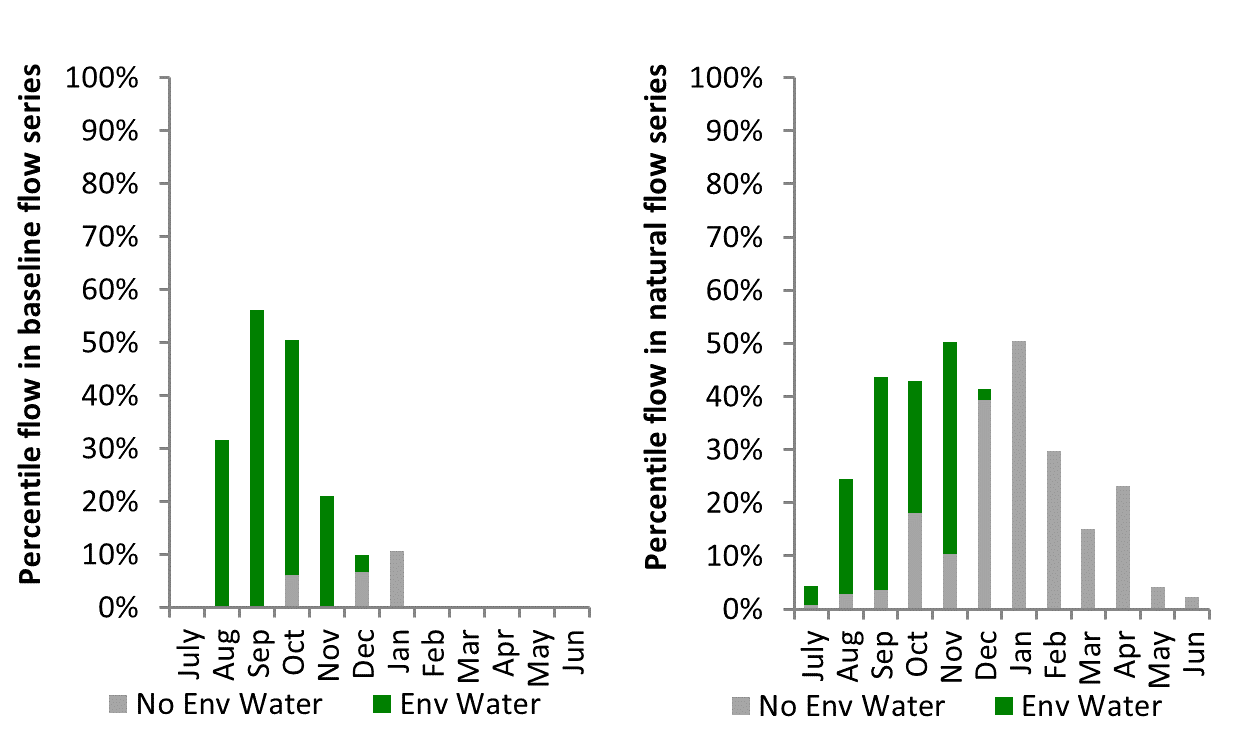 Percentile flow in baseline flow series
100%
90%
80%
70%
60%
50%
40%
30%
20%
10%
0%
July
Aug
Sep
Oct
Nov
Dec
Jan
Feb
Mar
Apr
May
Jun
No Env Water
Env Water
Percentile flow in natural flow series
100%
90%
80%
70%
60%
50%
40%
30%
20%
10%
0%
July
Aug
Sep
Oct
Nov
Dec
Jan
Feb
Mar
Apr
May
Jun
No Env Water
Env Water